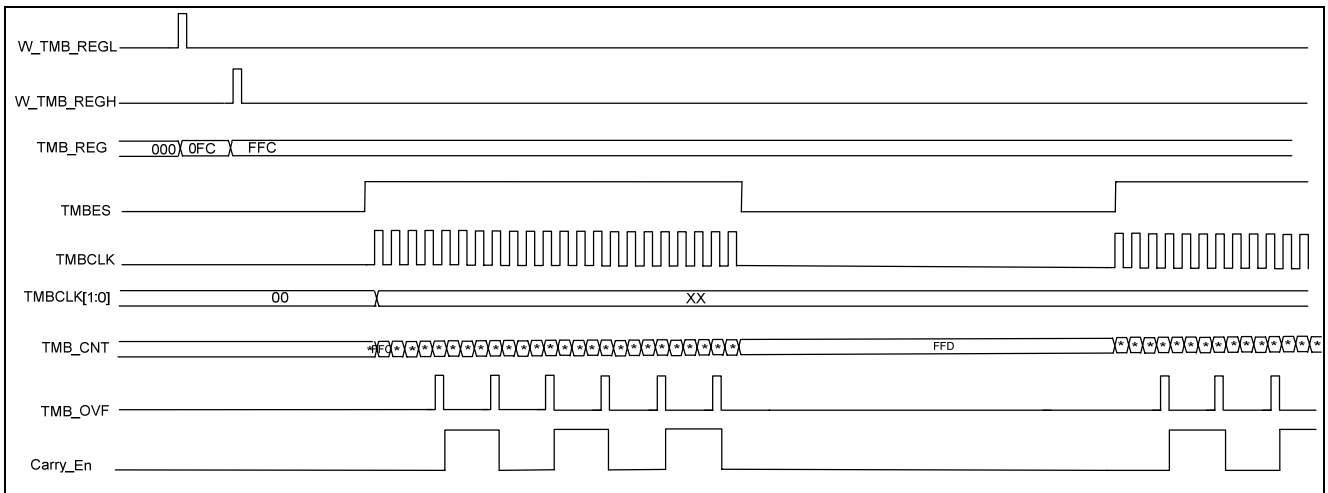 W_TMB_REGL
W_TMB_REGH
TMB_REG 000 0FC FFC
TMBES
TMBCLK
TMBCLK[1:0] 00 XX
TMB_CNT FFD
TMB_OVF
Carry_En